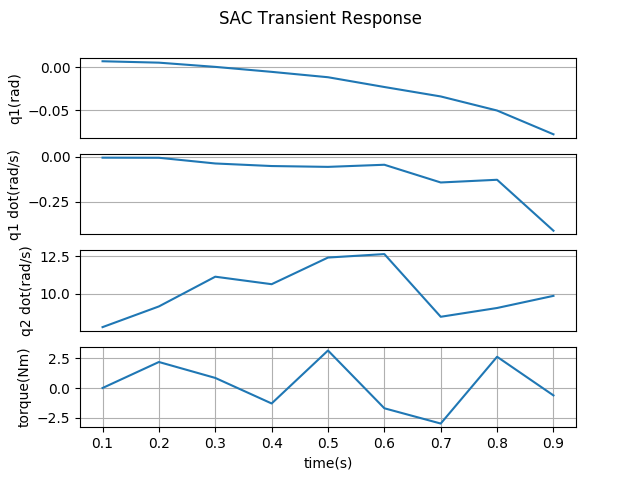 SAC Transient Response
q1(rad)
0.00
−0.05
q1 dot(rad/s)
0.00
−0.25
q2 dot(rad/s)
12.5
10.0
torque(Nm)
2.5
0.0
−2.5
0.1 0.2 0.3 0.4 0.5 0.6 0.7 0.8 0.9
time(s)